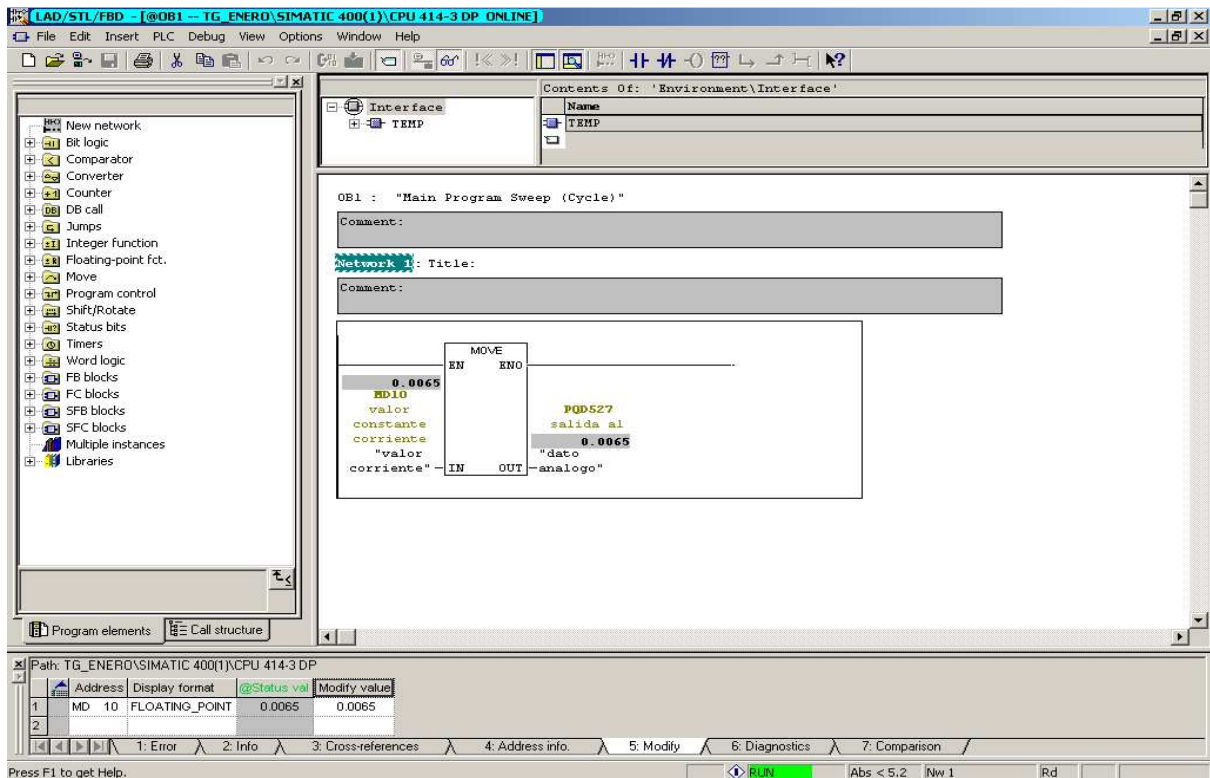 LAD/STL/FBD - [@OB1 -- TG_ENERO\SIMATIC 400(1)\CPU 414-3 DP ONLINE]
File Edit Insert PLC Debug View Options Window Help
Contents Of: 'Environment\Interface'
Interface
Name
TEMP
TEMP
New network
Bit logic
Comparator
Converter
Counter
DB call
Jumps
Integer function
Floating-point fct.
Move
Program control
Shift/Rotate
Status bits
Timers
Word logic
FB blocks
FC blocks
SFB blocks
SFC blocks
Multiple instances
Libraries
Program elements
Call structure
OB1 : "Main Program Sweep (Cycle)"
Comment:
Network 1: Title:
Comment:
MOVE
EN ENO
0.0065
MD10
valor
constante
corriente
"valor
corriente"
IN OUT
PQD527
salida al
0.0065
"dato
analogo"
Path: TG_ENERO\SIMATIC 400(1)\CPU 414-3 DP
Address Display format @Status val Modify value
1 MD 10 FLOATING_POINT 0.0065 0.0065
2
1: Error 2: Info 3: Cross-references 4: Address info. 5: Modify 6: Diagnostics 7: Comparison
Press F1 to get Help.
RUN Abs < 5.2 Nw 1 Rd